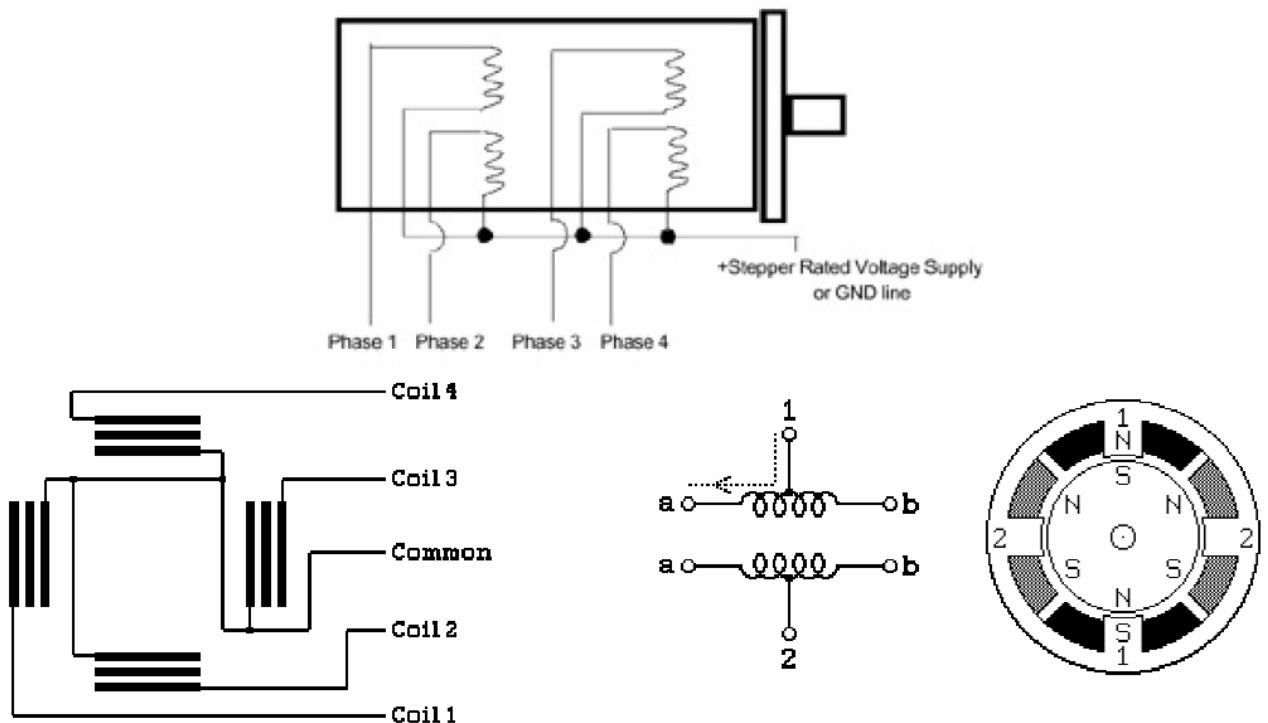 +Stepper Rated Voltage Supply
or GND line
Phase 1 Phase 2 Phase 3 Phase 4
Coil 4
Coil 3
Common
Coil 2
Coil 1
1
a b
a b
2
1
N
S
N N
2 2
S S
N
S
1